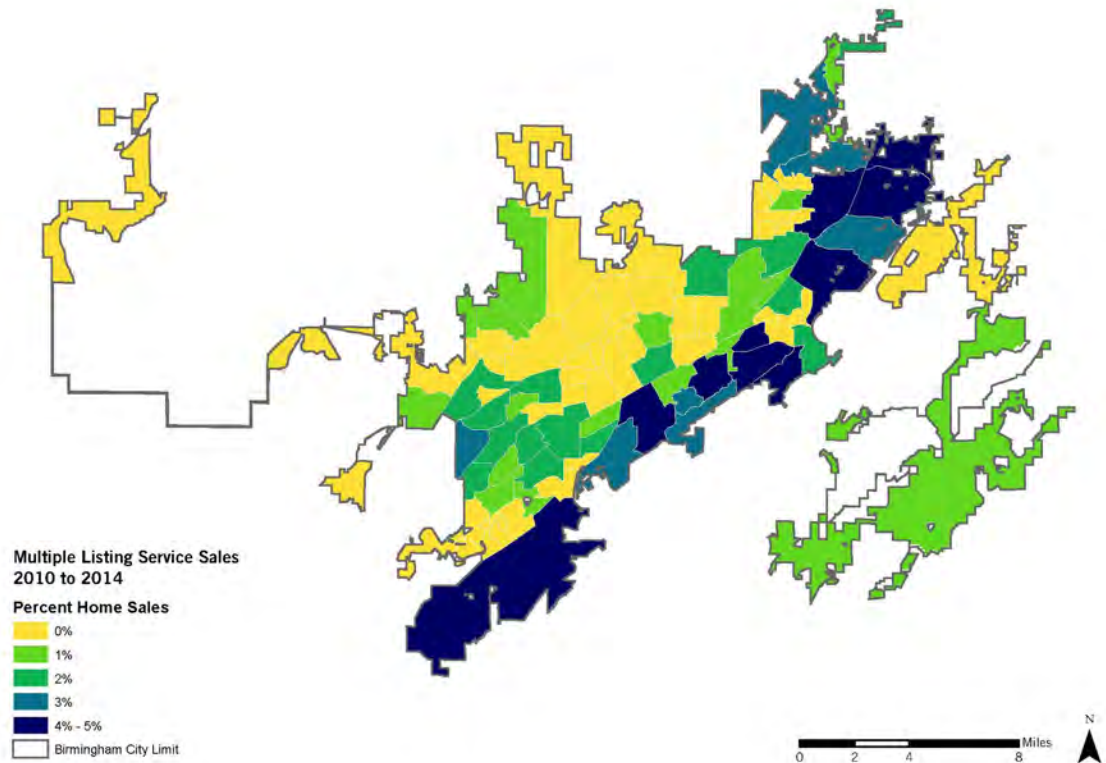 Multiple Listing Service Sales
2010 to 2014
Percent Home Sales
0%
1%
2%
3%
4% - 5%
Birmingham City Limit
N
Miles
0 2 4 8